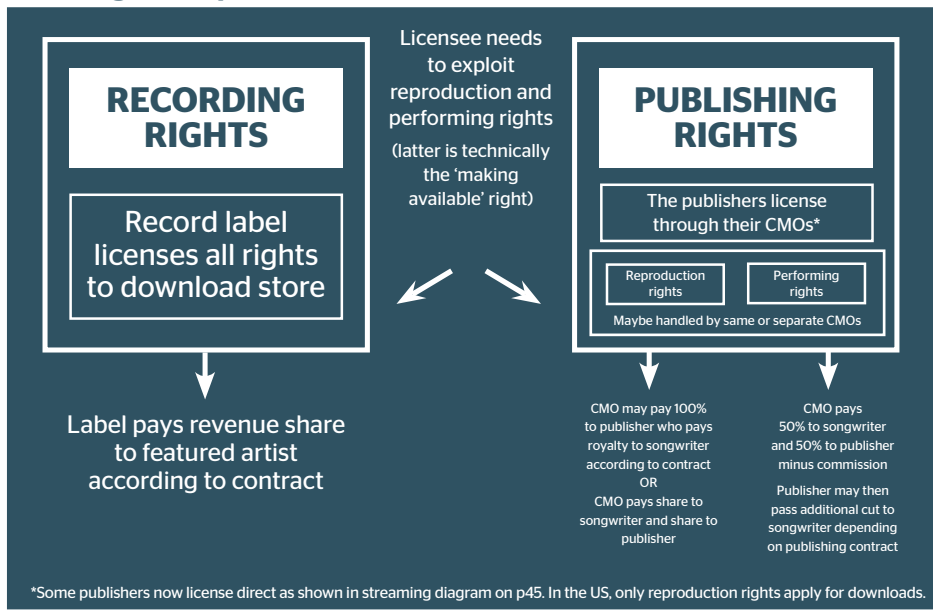 RECORDING
RIGHTS
Record label
licenses all rights
to download store
Label pays revenue share
to featured artist
according to contract
Licensee needs
to exploit
reproduction and
performing rights
(latter is technically
the ‘making
available’ right)
PUBLISHING
RIGHTS
The publishers license
through their CMOs*
Reproduction
rights
Performing
rights
Maybe handled by same or separate CMOs
CMO may pay 100%
to publisher who pays
royalty to songwriter
according to contract
OR
CMO pays share to
songwriter and share to
publisher
CMO pays
50% to songwriter
and 50% to publisher
minus commission
Publisher may then
pass additional cut to
songwriter depending
on publishing contract
*Some publishers now license direct as shown in streaming diagram on p45. In the US, only reproduction rights apply for downloads.